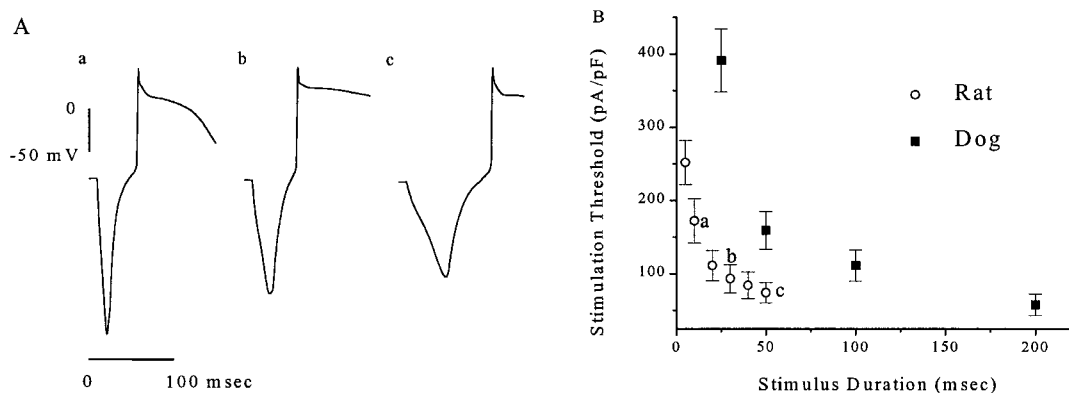 A
a
b
c
0
-50 mV
0
100 msec
B
Stimulation Threshold (pA/pF)
400
300
200
100
Rat
Dog
a
b
c
0
50
100
150
200
Stimulus Duration (msec)